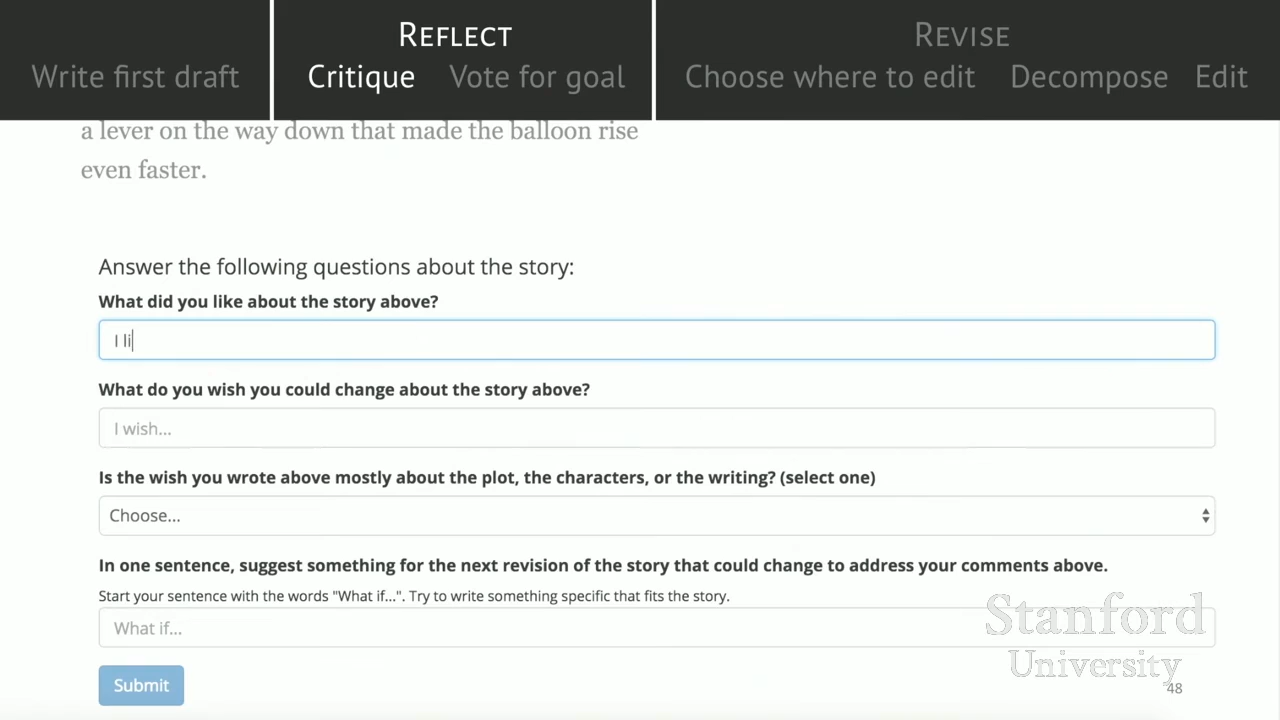 REFLECT
REVISE
Write first draft
Critique
Vote for goal
Choose where to edit
Decompose
Edit
a lever on the way down that made the balloon rise
even faster.
Answer the following questions about the story:
What did you like about the story above?
I li
What do you wish you could change about the story above?
I wish...
Is the wish you wrote above mostly about the plot, the characters, or the writing? (select one)
Choose...
In one sentence, suggest something for the next revision of the story that could change to address your comments above.
Start your sentence with the words "What if...". Try to write something specific that fits the story.
What if...
Submit
Stanford
University
48